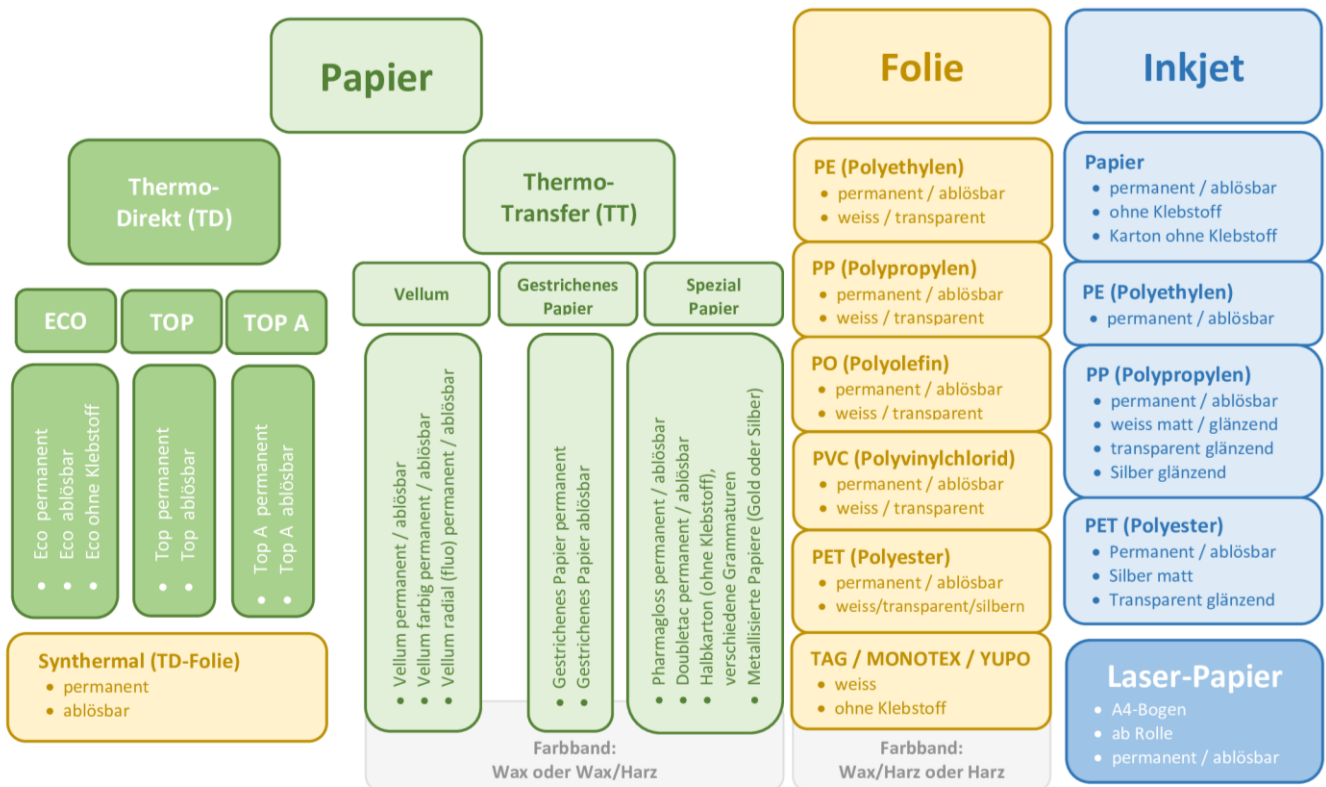 Papier
Thermo-
Direkt (TD)
ECO
TOP
TOP A
Eco permanent
Eco ablösbar
Eco ohne Klebstoff
Top permanent
Top ablösbar
Top A permanent
Top A ablösbar
Synthermal (TD-Folie)
permanent
ablösbar
Thermo-
Transfer (TT)
Vellum
Gestrichenes
Papier
Spezial
Papier
Vellum permanent / ablösbar
Vellum farbig permanent / ablösbar
Vellum radial (fluo) permanent / ablösbar
Gestrichenes Papier permanent
Gestrichenes Papier ablösbar
Pharmagloss permanent / ablösbar
Doubletac permanent / ablösbar
Halbkarton (ohne Klebstoff),
verschiedene Grammaturen
Metallisierte Papiere (Gold oder Silber)
Farbband:
Wax oder Wax/Harz
Folie
PE (Polyethylen)
permanent / ablösbar
weiss / transparent
PP (Polypropylen)
permanent / ablösbar
weiss / transparent
PO (Polyolefin)
permanent / ablösbar
weiss / transparent
PVC (Polyvinylchlorid)
permanent / ablösbar
weiss / transparent
PET (Polyester)
permanent / ablösbar
weiss/transparent/silbern
TAG / MONOTEX / YUPO
weiss
ohne Klebstoff
Farbband:
Wax/Harz oder Harz
Inkjet
Papier
permanent / ablösbar
ohne Klebstoff
Karton ohne Klebstoff
PE (Polyethylen)
permanent / ablösbar
PP (Polypropylen)
permanent / ablösbar
weiss matt / glänzend
transparent glänzend
Silber glänzend
PET (Polyester)
Permanent / ablösbar
Silber matt
Transparent glänzend
Laser-Papier
A4-Bogen
ab Rolle
permanent / ablösbar